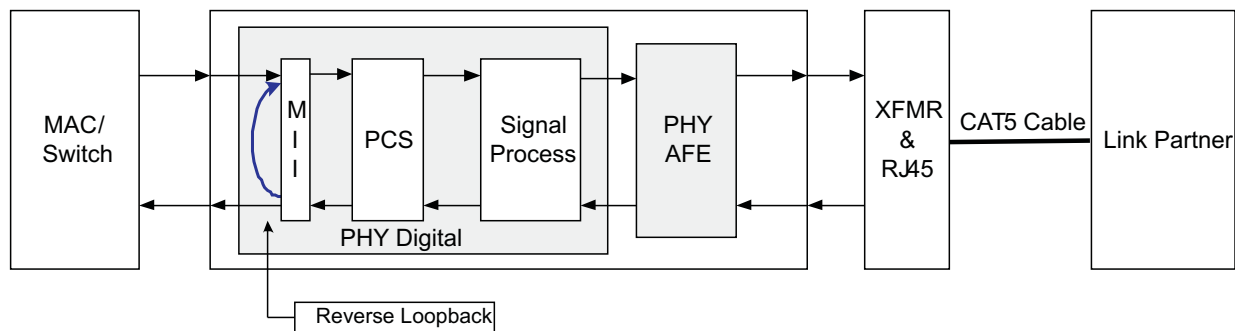 MAC/
Switch
M
I
I
PCS
Signal
Process
PHY Digital
PHY
AFE
XFMR
&
RJ45
CAT5 Cable
Link Partner
Reverse Loopback